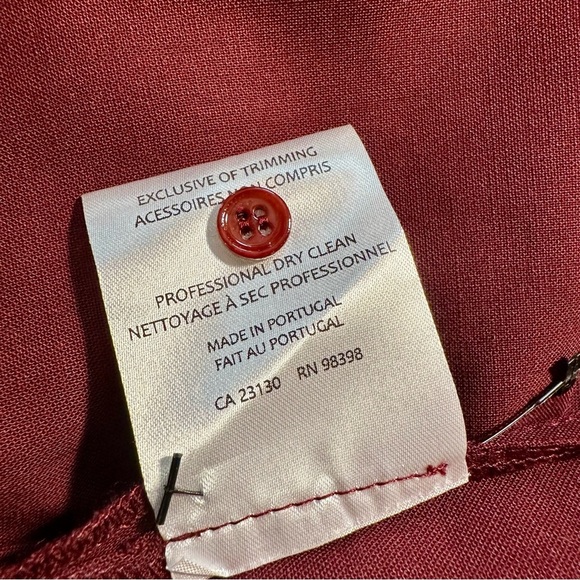 EXCLUSIVE OF TRIMMING
ACESSOIRES COMPRIS
PROFESSIONAL DRY CLEAN
NETTOYAGE À SEC PROFESSIONNEL
MADE IN PORTUGAL
FAIT AU PORTUGAL
CA 23130 RN 98398